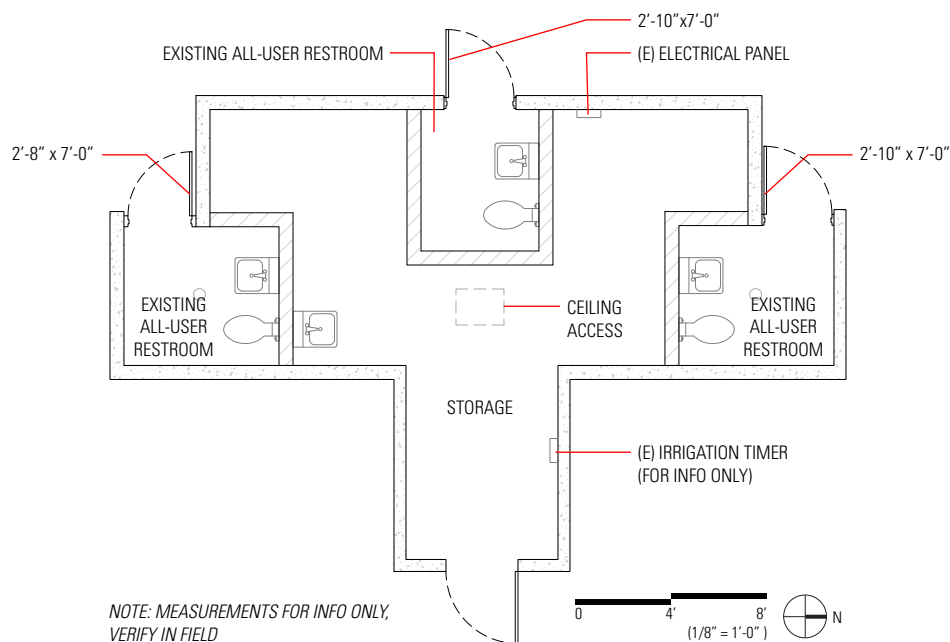 2'-10"x7'-0"
EXISTING ALL-USER RESTROOM
(E) ELECTRICAL PANEL
2'-8" x 7'-0"
2'-10" x 7'-0"
EXISTING
ALL-USER
RESTROOM
CEILING
ACCESS
EXISTING
ALL-USER
RESTROOM
STORAGE
(E) IRRIGATION TIMER
(FOR INFO ONLY)
NOTE: MEASUREMENTS FOR INFO ONLY,
VERIFY IN FIELD
0 4' 8'
(1/8" = 1'-0" )
N